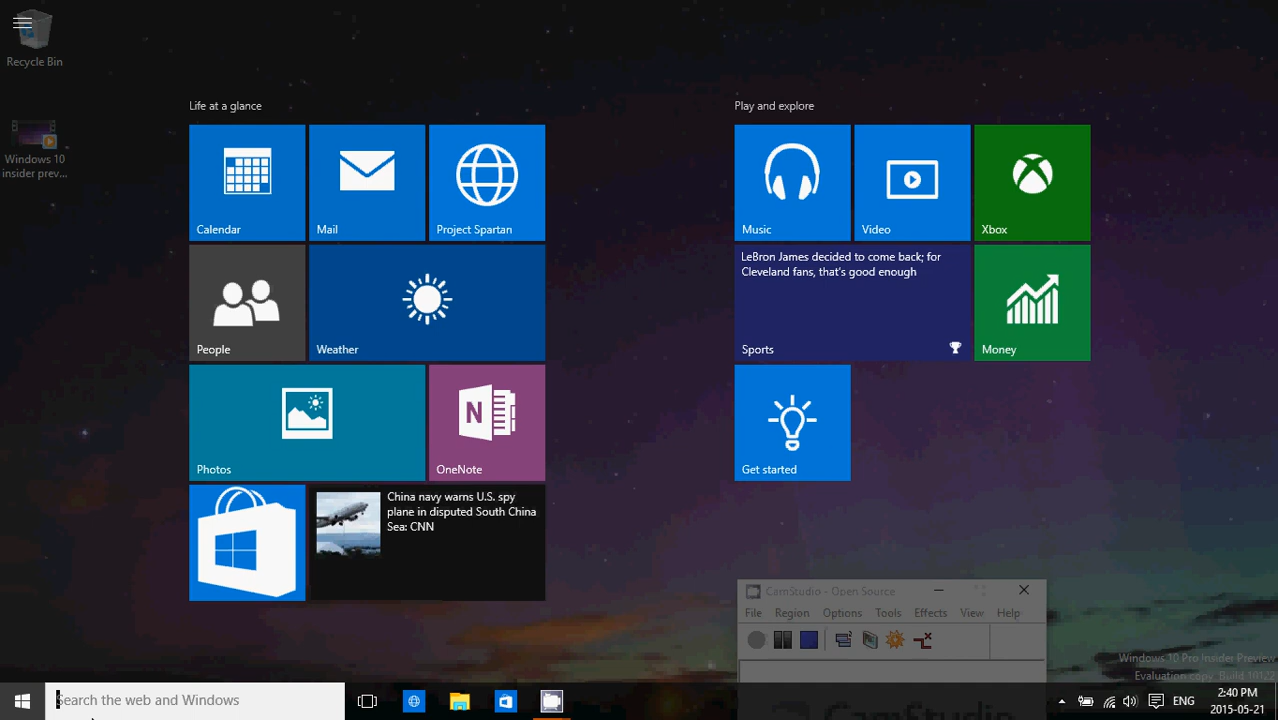 Recycle Bin
Windows 10
insider prev...
Life at a glance
Calendar
Mail
Project Spartan
People
Weather
Photos
N
OneNote
China navy warns U.S. spy
plane in disputed South China
Sea: CNN
Play and explore
Music
Video
Xbox
LeBron James decided to come back; for
Cleveland fans, that's good enough
Sports
Money
Get started
CamStudio - Open Source
File Region Options Tools Effects View Help
CamStudio
Windows 10 Pro Insider Preview
Evaluation copy. Build 10122
Search the web and Windows
ENG
2:40 PM
2015-05-21